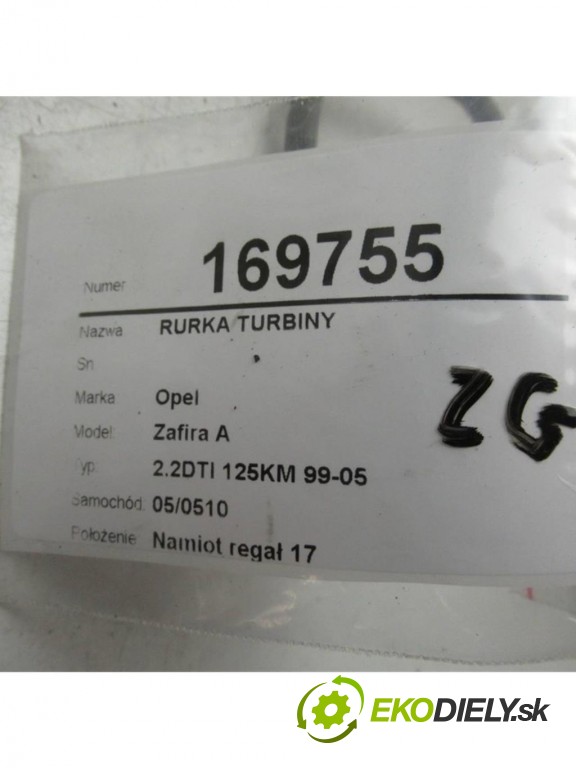 Numer 169755
Nazwa RURKA TURBINY
Sn
Marka Opel
Model: Zafira A
Typ 2.2DTI 125KM 99-05
Samochód: 05/0510
Położenie Namiot regał 17
ZG
EKODIELY.sk